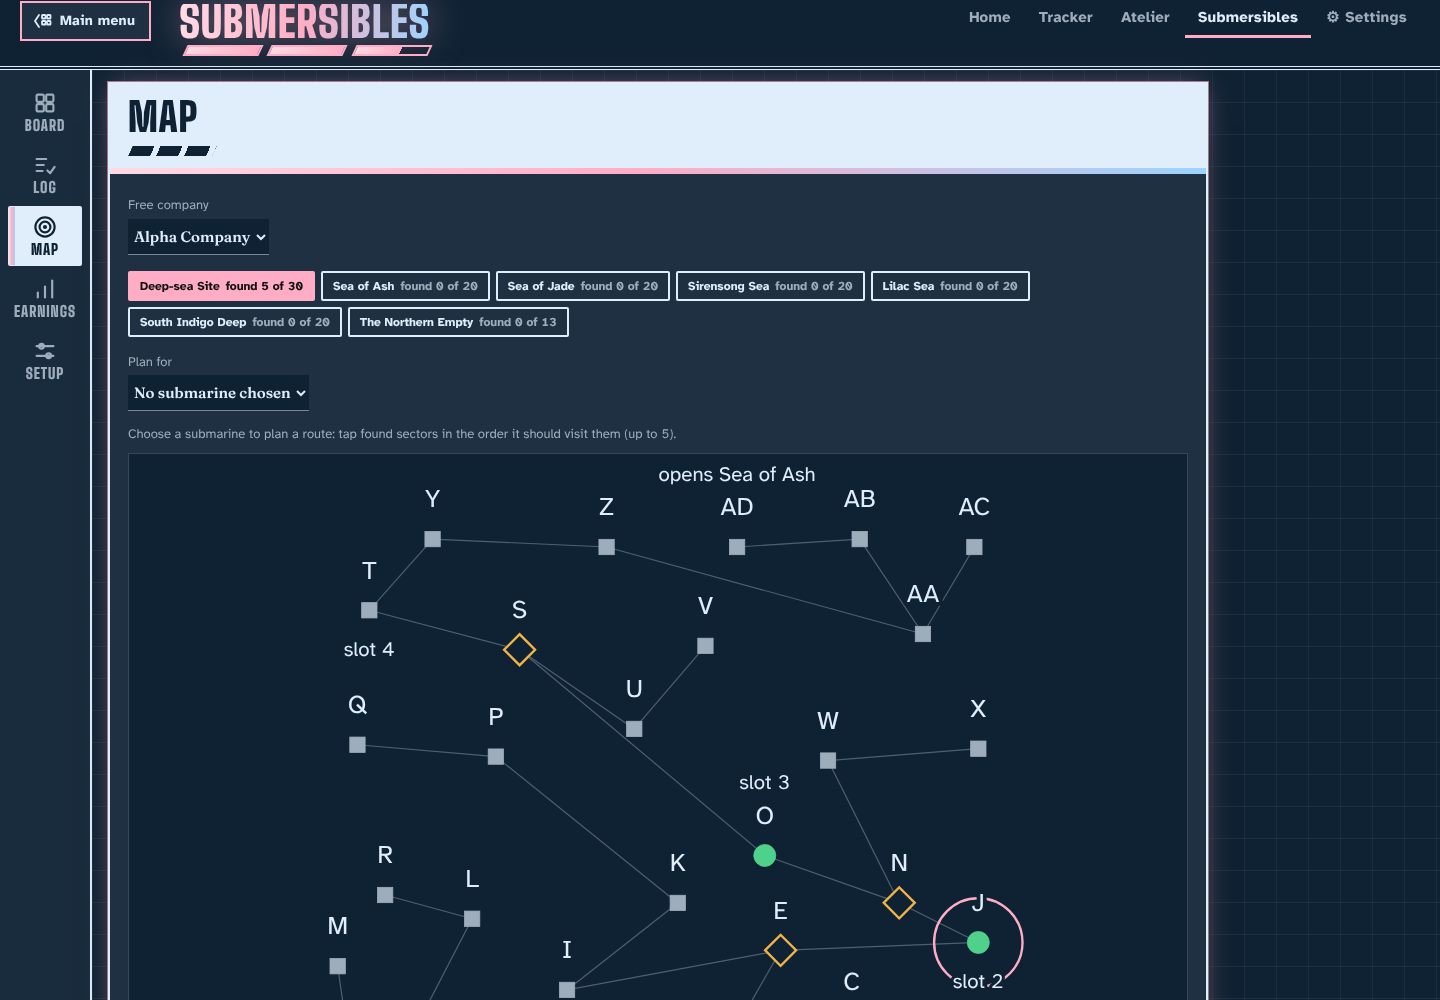 Main menu
SUBMERSIBLES
Home
Tracker
Atelier
Submersibles
⚙ Settings
BOARD
LOG
MAP
EARNINGS
SETUP
MAP
Free company
Alpha Company
Deep-sea Site found 5 of 30
Sea of Ash found 0 of 20
Sea of Jade found 0 of 20
Sirensong Sea found 0 of 20
Lilac Sea found 0 of 20
South Indigo Deep found 0 of 20
The Northern Empty found 0 of 13
Plan for
No submarine chosen
Choose a submarine to plan a route: tap found sectors in the order it should visit them (up to 5).
opens Sea of Ash
Y
Z
AD
AB
AC
T
S
V
AA
slot 4
Q
P
U
W
X
slot 3
O
R
L
K
N
M
E
J
I
C
slot 2